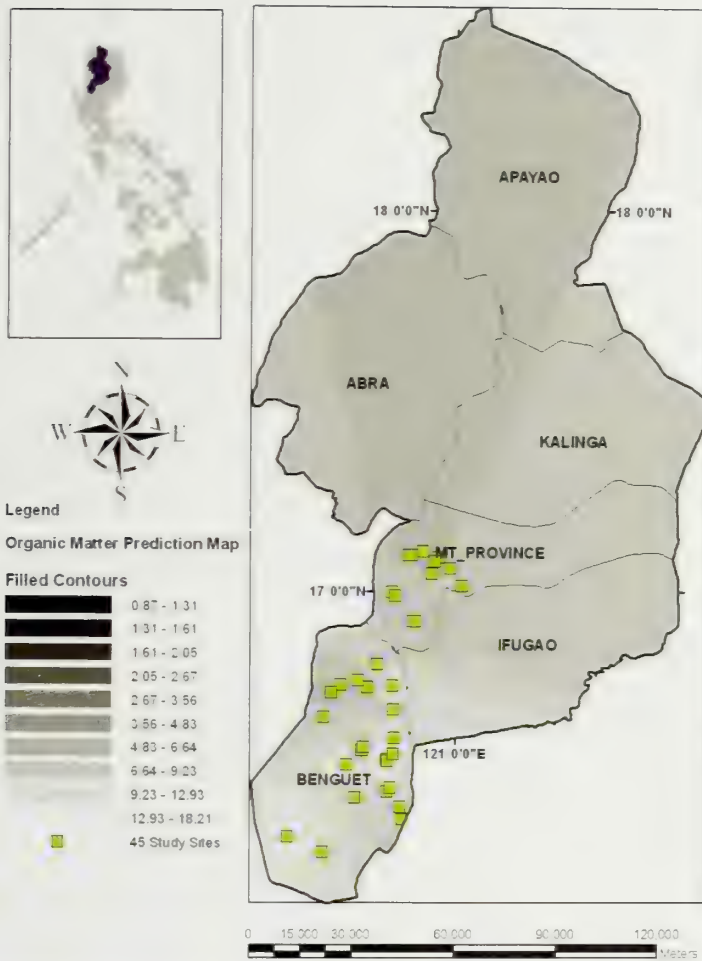 N
W E
S
Legend
Organic Matter Prediction Map
Filled Contours
0.87 - 1.31
1.31 - 1.61
1.61 - 2.05
2.05 - 2.67
2.67 - 3.56
3.56 - 4.83
4.83 - 6.64
6.64 - 9.23
9.23 - 12.93
12.93 - 18.21
45 Study Sites
APAYAO
18 0'0"N 18 0'0"N
ABRA
KALINGA
MT_PROVINCE
17 0'0"N
IFUGAO
121 0'0"E
BENGUET
0 15,000 30,000 60,000 90,000 120,000
Meters